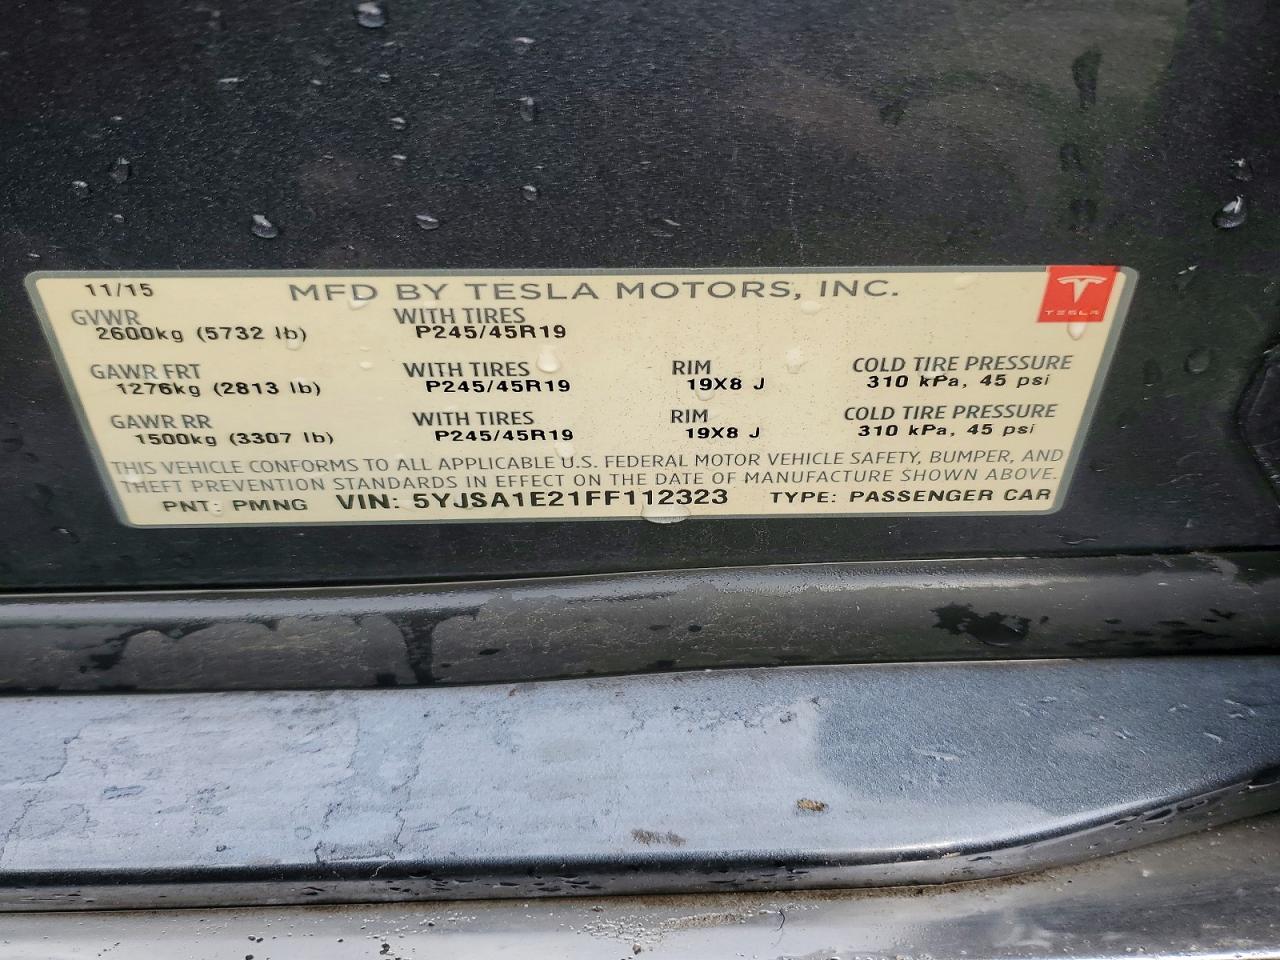 11/15 MFD BY TESLA MOTORS, INC.
TESLA
GVWR WITH TIRES
2600kg (5732 lb) P245/45R19
GAWR FRT WITH TIRES RIM COLD TIRE PRESSURE
1276kg (2813 lb) P245/45R19 19X8 J 310 kPa, 45 psi
GAWR RR WITH TIRES RIM COLD TIRE PRESSURE
1500kg (3307 lb) P245/45R19 19X8 J 310 kPa, 45 psi
THIS VEHICLE CONFORMS TO ALL APPLICABLE U.S. FEDERAL MOTOR VEHICLE SAFETY, BUMPER, AND
THEFT PREVENTION STANDARDS IN EFFECT ON THE DATE OF MANUFACTURE SHOWN ABOVE.
PNT: PMNG VIN: 5YJSA1E21FF112323 TYPE: PASSENGER CAR